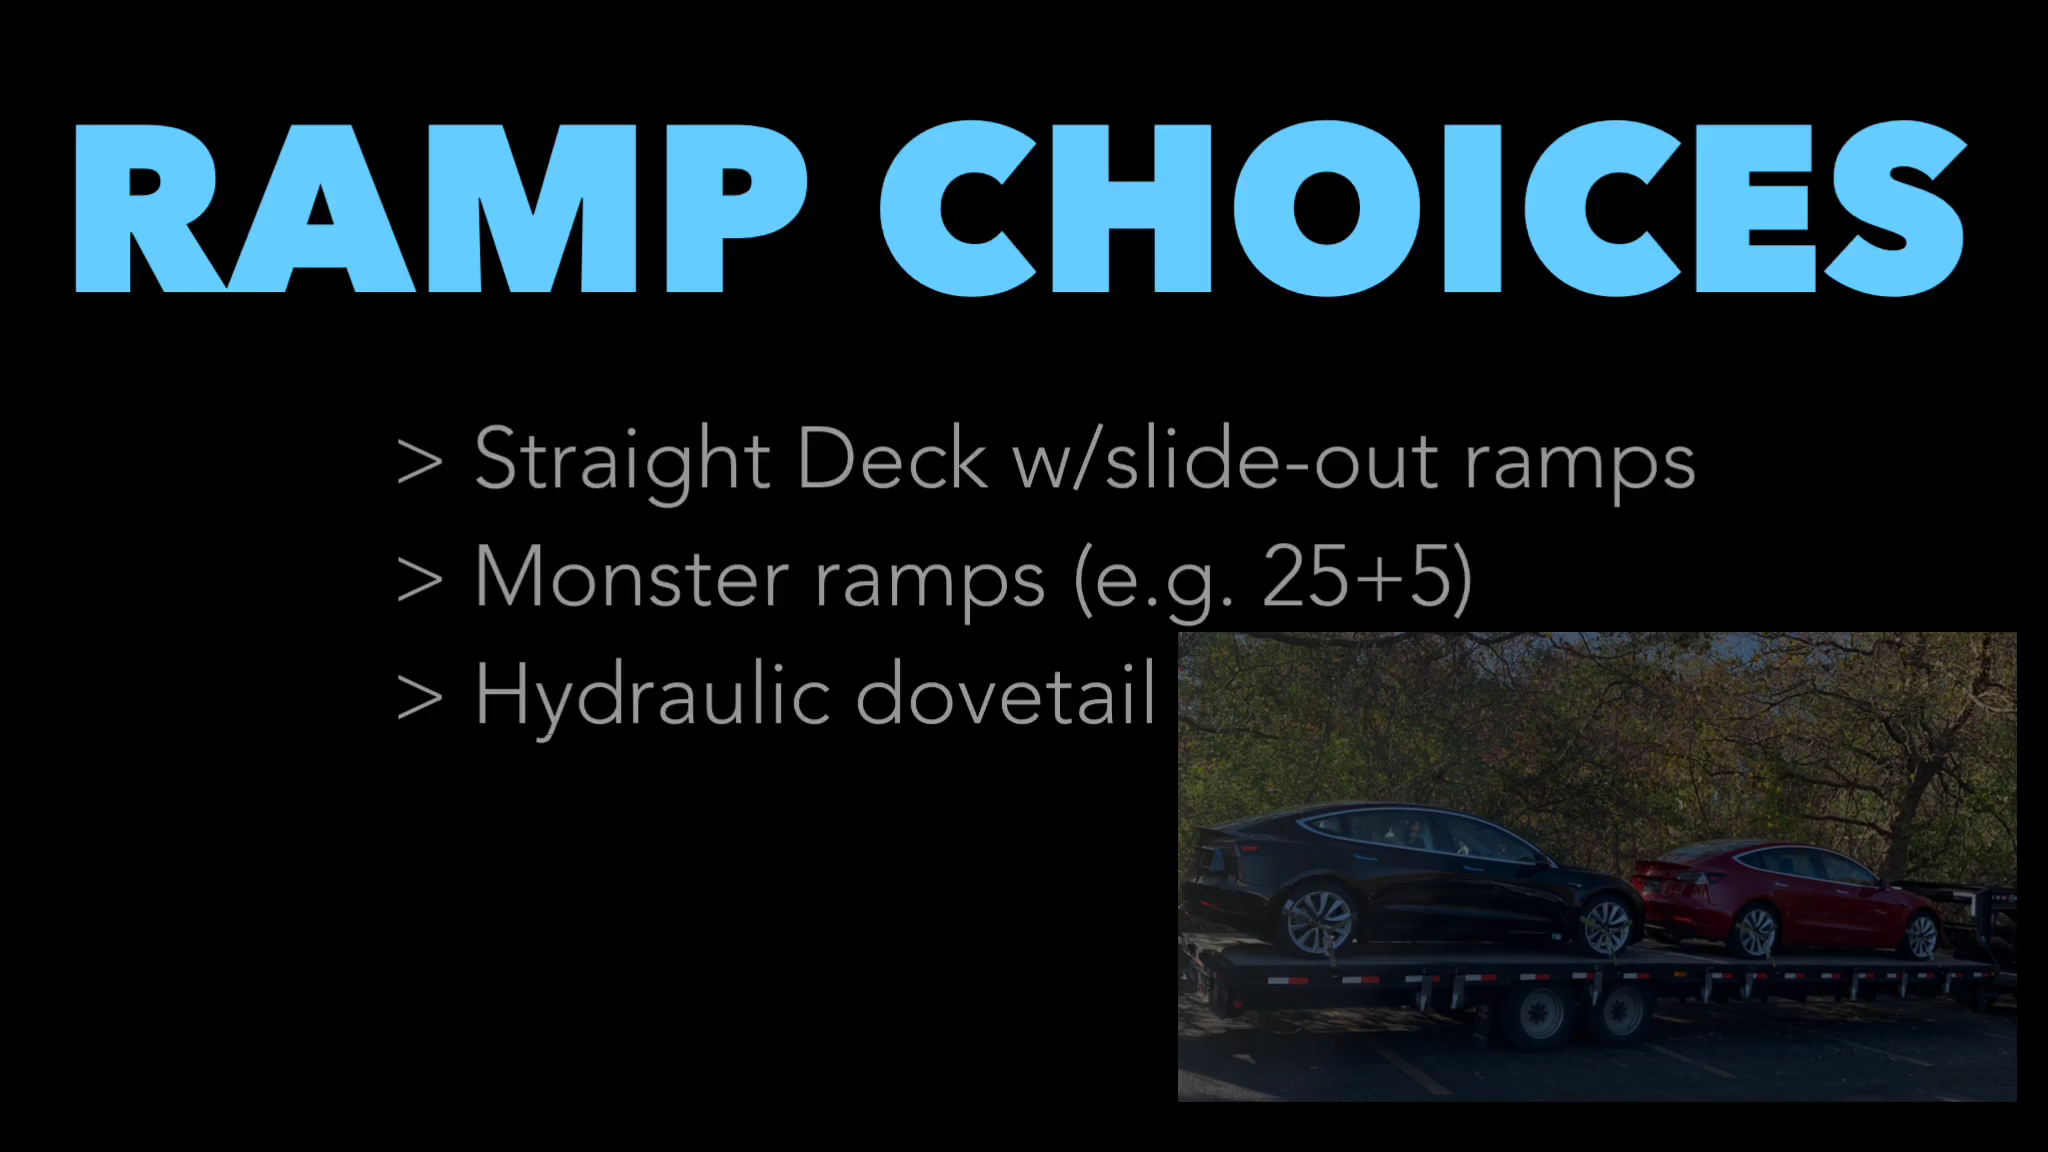 RAMP CHOICES
> Straight Deck w/slide-out ramps
> Monster ramps (e.g. 25+5)
> Hydraulic dovetail